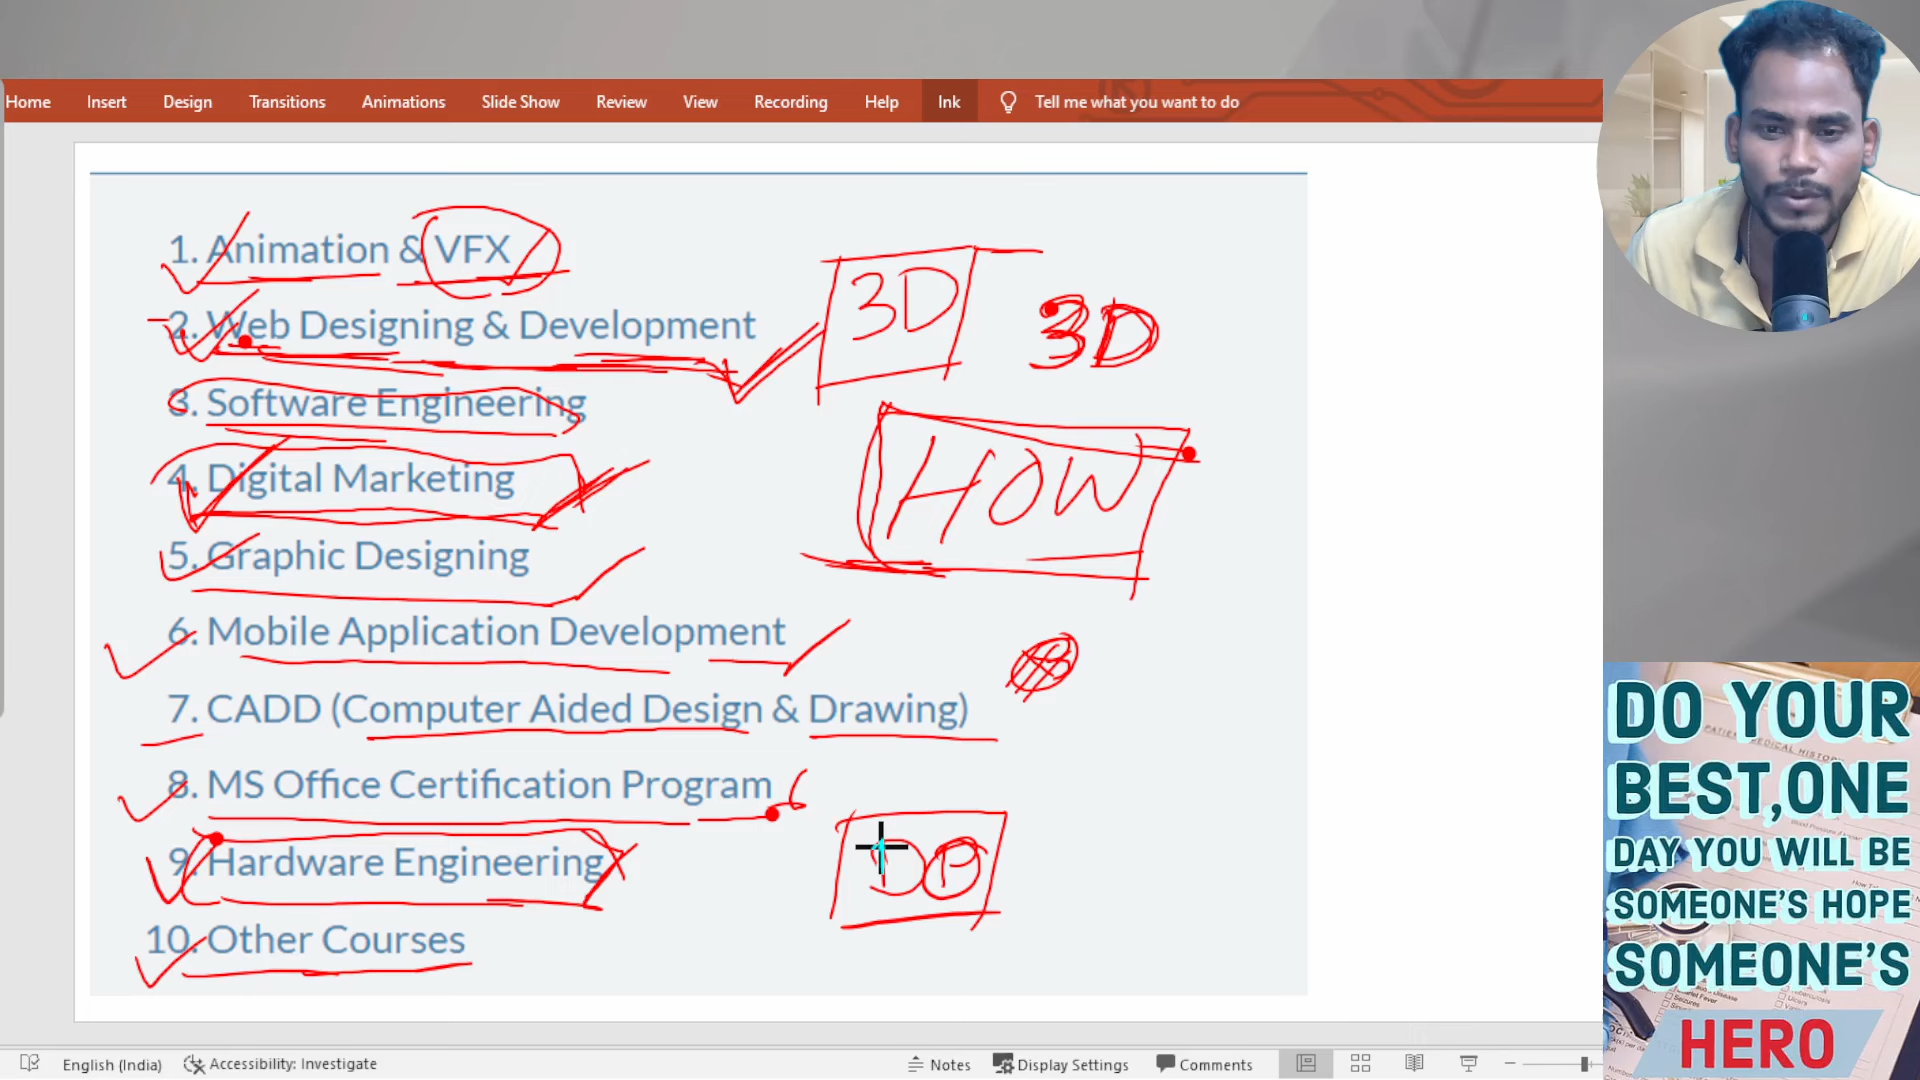 Home Insert Design Transitions Animations Slide Show Review View Recording Help Ink Tell me what you want to do
1. Animation & VFX
2. Web Designing & Development
3. Software Engineering
4. Digital Marketing
5. Graphic Designing
6. Mobile Application Development
7. CADD (Computer Aided Design & Drawing)
8. MS Office Certification Program
9. Hardware Engineering
10. Other Courses
3D
3D
HOW
English (India) Accessibility: Investigate Notes Display Settings Comments
DO YOUR
BEST,ONE
DAY YOU WILL BE
SOMEONE'S HOPE
SOMEONE'S
HERO